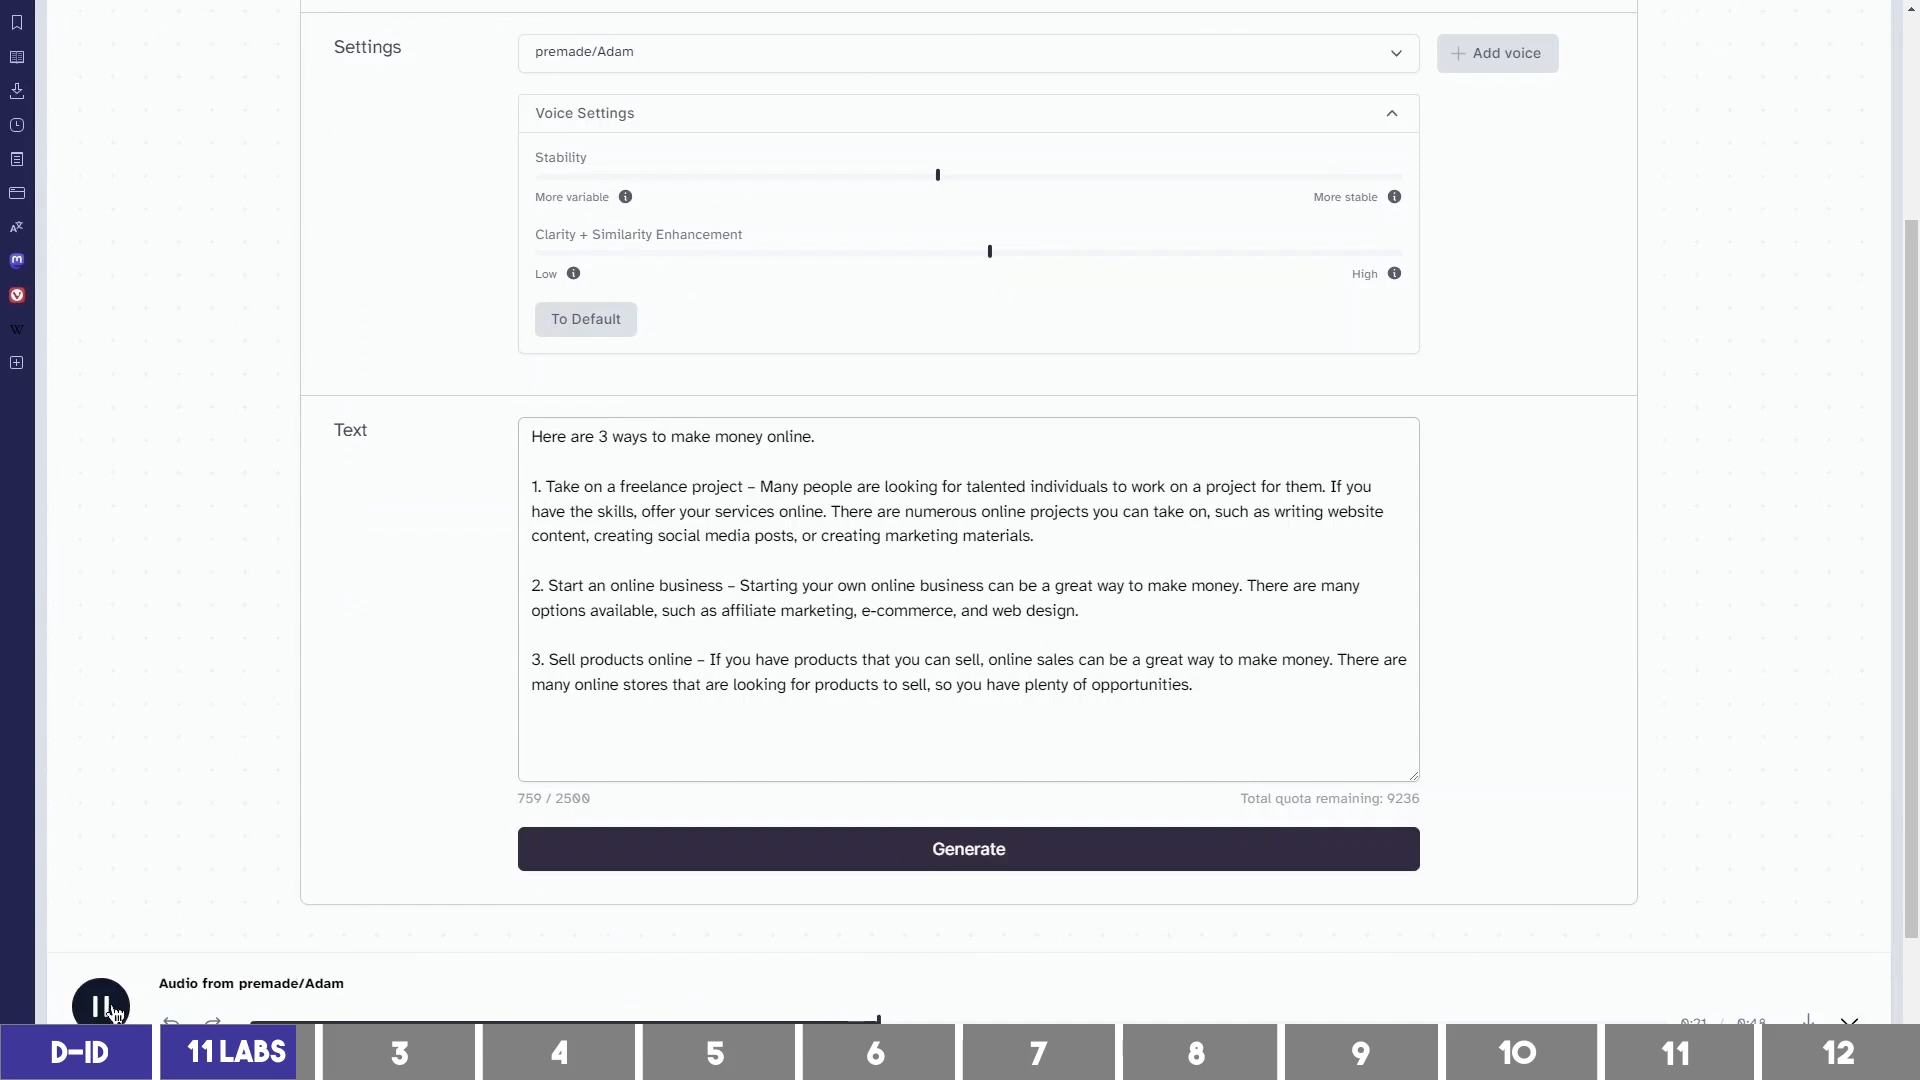 Settings
premade/Adam
Add voice
Voice Settings
Stability
More variable
More stable
Clarity + Similarity Enhancement
Low
High
To Default
Text
Here are 3 ways to make money online.
1. Take on a freelance project – Many people are looking for talented individuals to work on a project for them. If you
have the skills, offer your services online. There are numerous online projects you can take on, such as writing website
content, creating social media posts, or creating marketing materials.
2. Start an online business – Starting your own online business can be a great way to make money. There are many
options available, such as affiliate marketing, e-commerce, and web design.
3. Sell products online – If you have products that you can sell, online sales can be a great way to make money. There are
many online stores that are looking for products to sell, so you have plenty of opportunities.
759 / 2500
Total quota remaining: 9236
Generate
Audio from premade/Adam
D-ID
11LABS
3
4
5
6
7
8
9
10
11
12